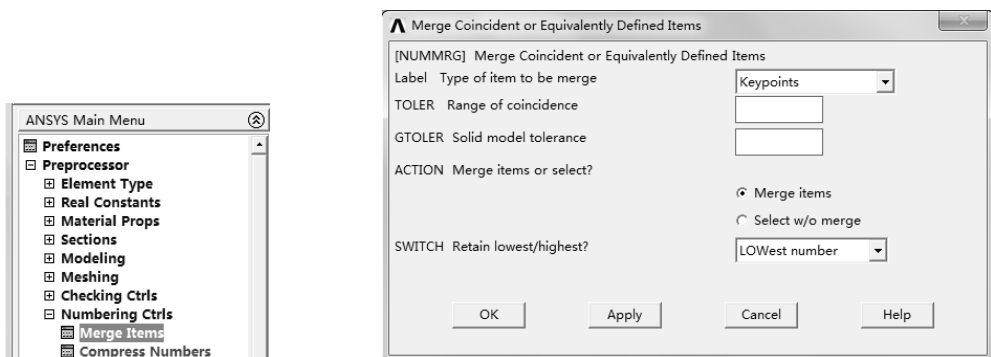 ANSYS Main Menu
Preferences
Preprocessor
Element Type
Real Constants
Material Props
Sections
Modeling
Meshing
Checking Ctrls
Numbering Ctrls
Merge Items
Compress Numbers
Merge Coincident or Equivalently Defined Items
[NUMMRG] Merge Coincident or Equivalently Defined Items
Label Type of item to be merge
Keypoints
TOLER Range of coincidence
GTOLER Solid model tolerance
ACTION Merge items or select?
Merge items
Select w/o merge
SWITCH Retain lowest/highest?
LOWest number
OK Apply Cancel Help